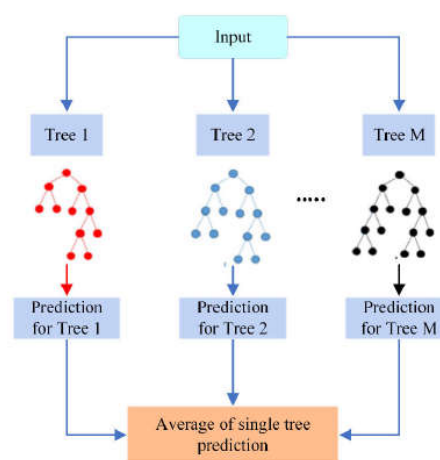 Input
Tree 1
Tree 2
Tree M
.....
Prediction
for Tree 1
Prediction
for Tree 2
Prediction
for Tree M
Average of single tree
prediction